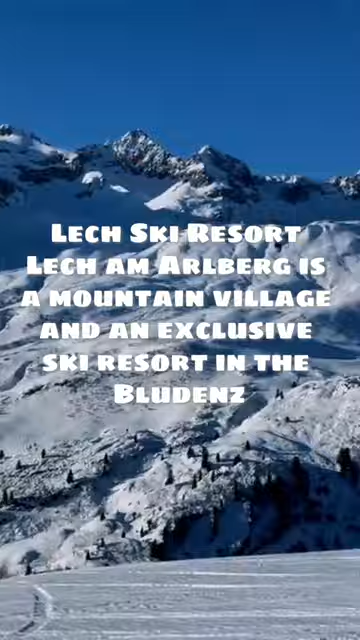 Lech Ski Resort
Lech am Arlberg is
a mountain village
and an exclusive
ski resort in the
Bludenz